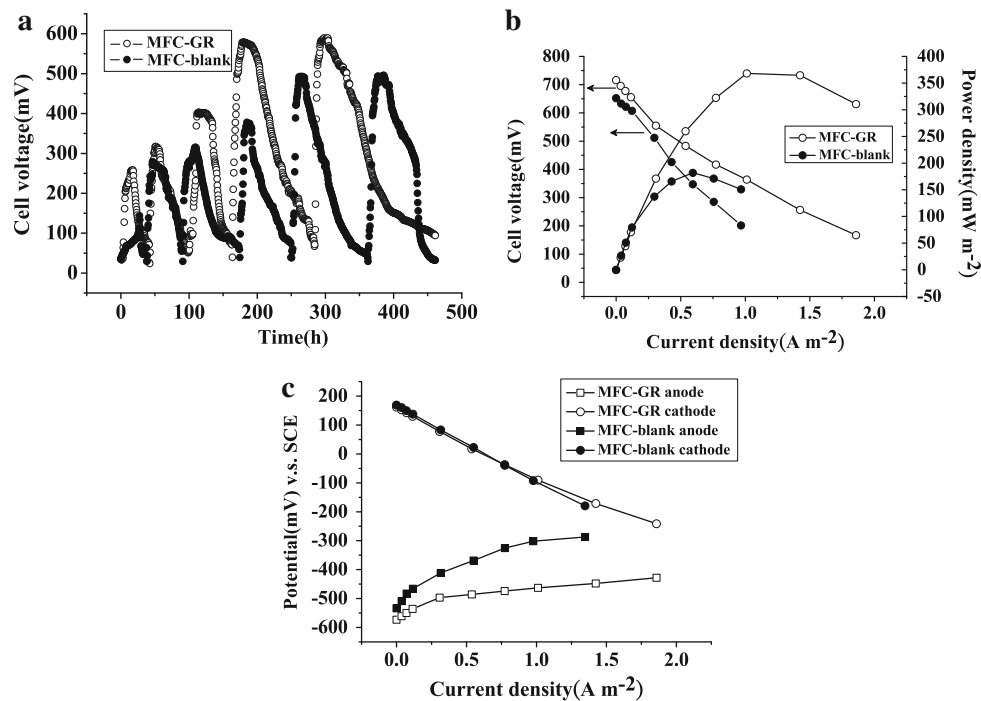 a
600
500
400
300
200
100
0
Cell voltage(mV)
MFC-GR
MFC-blank
0
100
200
300
400
500
Time(h)
b
800
700
600
500
400
300
200
100
0
Cell voltage(mV)
MFC-GR
MFC-blank
400
350
300
250
200
150
100
50
0
-50
Power density(mW m-2)
0.0
0.5
1.0
1.5
2.0
Current density(A m-2)
c
200
100
0
-100
-200
-300
-400
-500
-600
Potential(mV) v.s. SCE
MFC-GR anode
MFC-GR cathode
MFC-blank anode
MFC-blank cathode
0.0
0.5
1.0
1.5
2.0
Current density(A m-2)